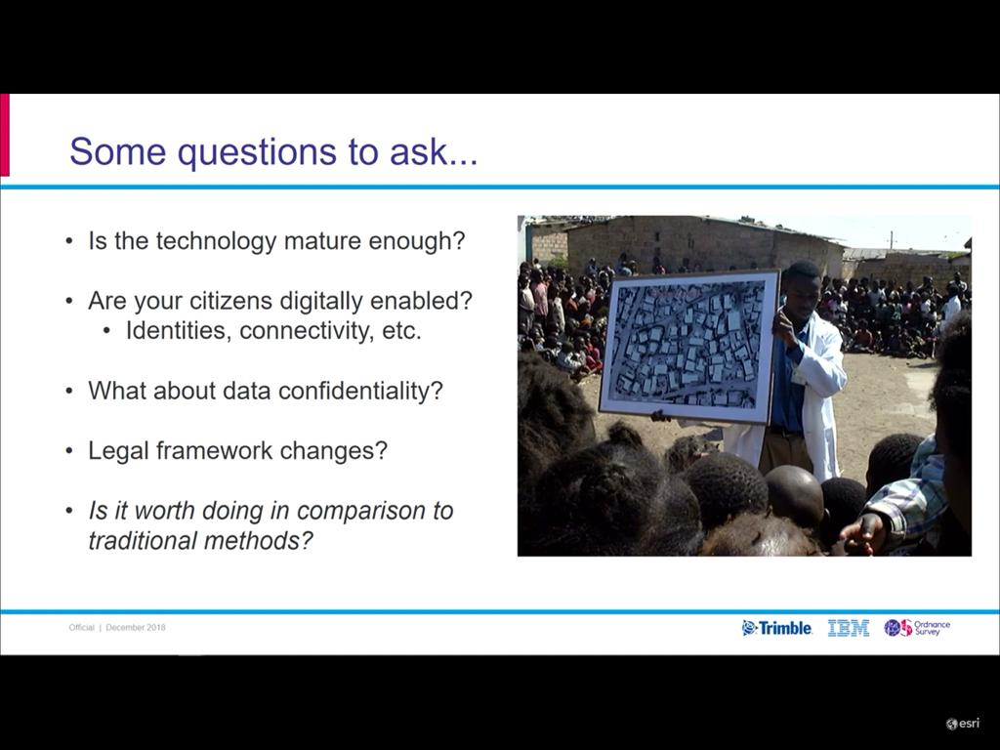 Some questions to ask...
• Is the technology mature enough?
• Are your citizens digitally enabled?
• Identities, connectivity, etc.
• What about data confidentiality?
• Legal framework changes?
• Is it worth doing in comparison to
traditional methods?
Official | December 2018
Trimble
IBM
OS Ordnance
Survey
esri